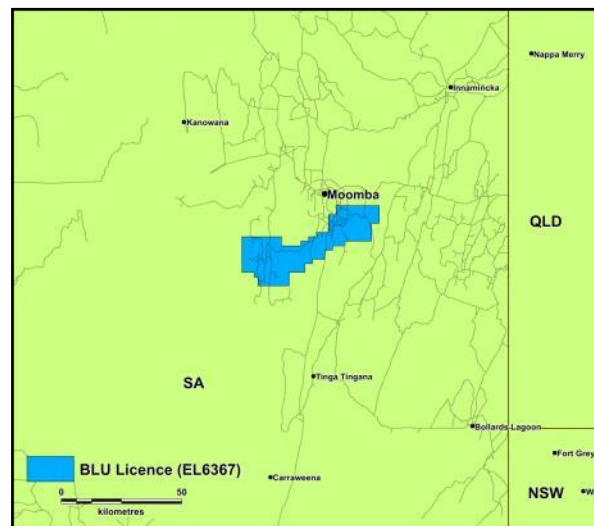 Nappa Merry
Innamincka
Kanowana
Moomba
QLD
Tinga Tingana
SA
Bollards Lagoon
BLU Licence (EL6367)
Fort Grey
Carraweena
NSW
W
0 50
kilometres